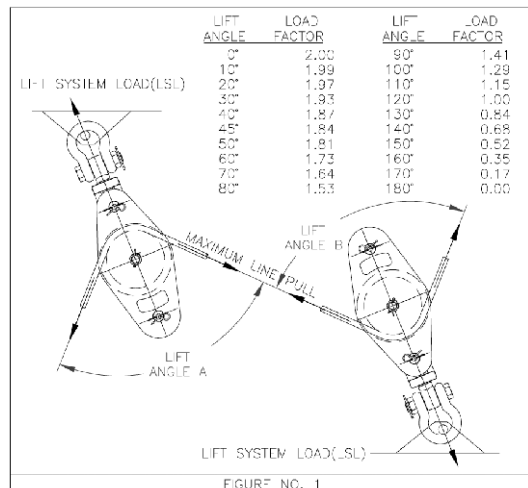 LIFT ANGLE LOAD FACTOR LIFT ANGLE LOAD FACTOR
0° 2.00 90° 1.41
10° 1.99 100° 1.29
20° 1.97 110° 1.15
30° 1.93 120° 1.00
40° 1.87 130° 0.84
45° 1.84 140° 0.68
50° 1.81 150° 0.52
60° 1.73 160° 0.35
70° 1.64 170° 0.17
80° 1.53 180° 0.00
LIFT SYSTEM LOAD(LSL)
LIFT
ANGLE B
MAXIMUM LINE PULL
LIFT
ANGLE A
LIFT SYSTEM LOAD(LSL)
FIGURE NO. 1